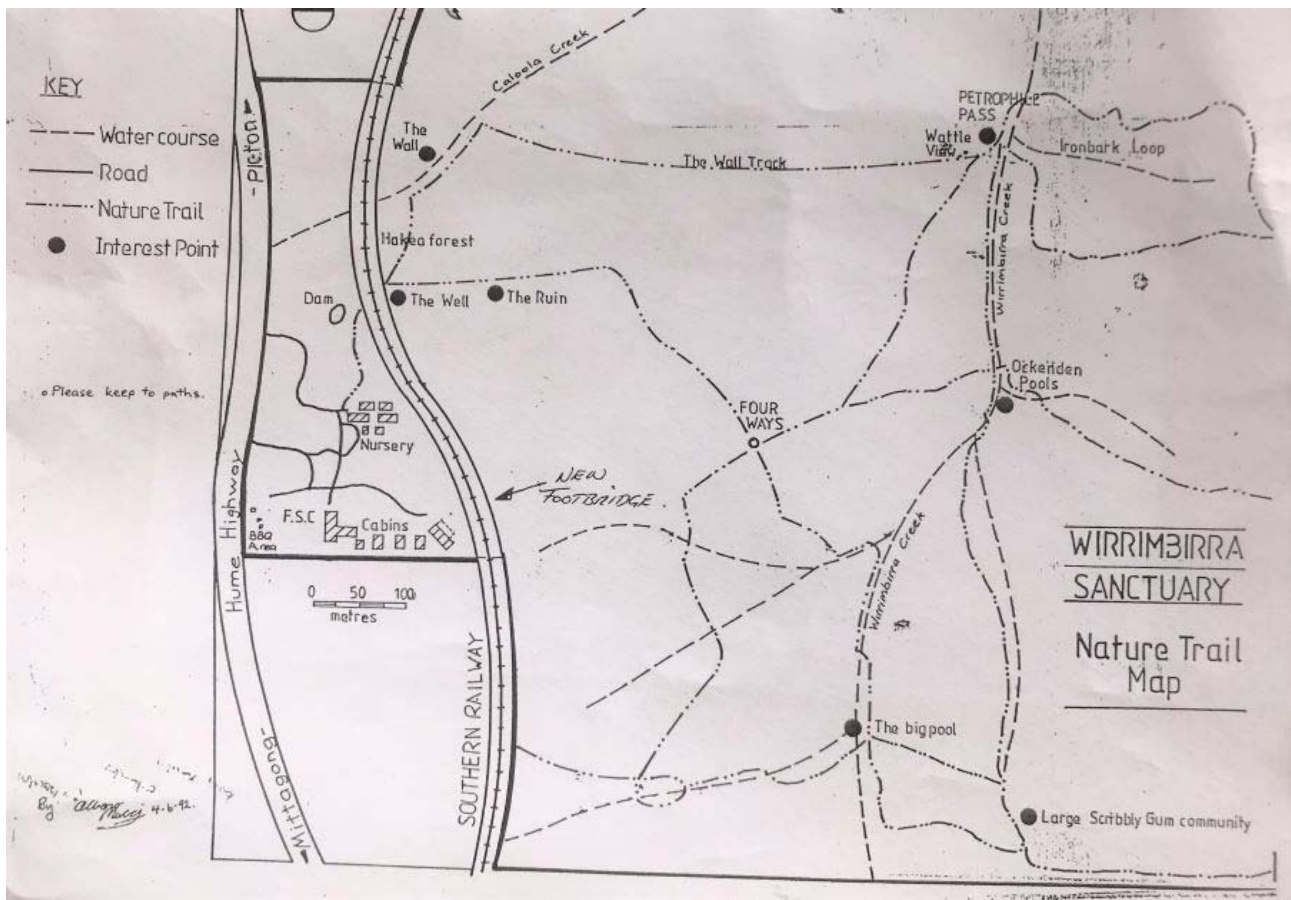 KEY
Water course
Road
Nature Trail
Interest Point
Please keep to paths.
- Picton
Caloola Creek
The
Wall
The Wall Track
PETROPHILE
PASS
Wattle
View
Ironbark Loop
Wirrimbirra Creek
Hakea forest
Dam
The Well
The Ruin
Nursery
FOUR
WAYS
Ockenden
Pools
NEW
FOOTBRIDGE
F.S.C
Cabins
BBQ
Area
Hume Highway
0 50 100
metres
Wirrimbirra Creek
WIRRIMBIRRA
SANCTUARY
Nature Trail
Map
SOUTHERN RAILWAY
The big pool
Large Scribbly Gum community
Mittagong-
By
4-6-92.